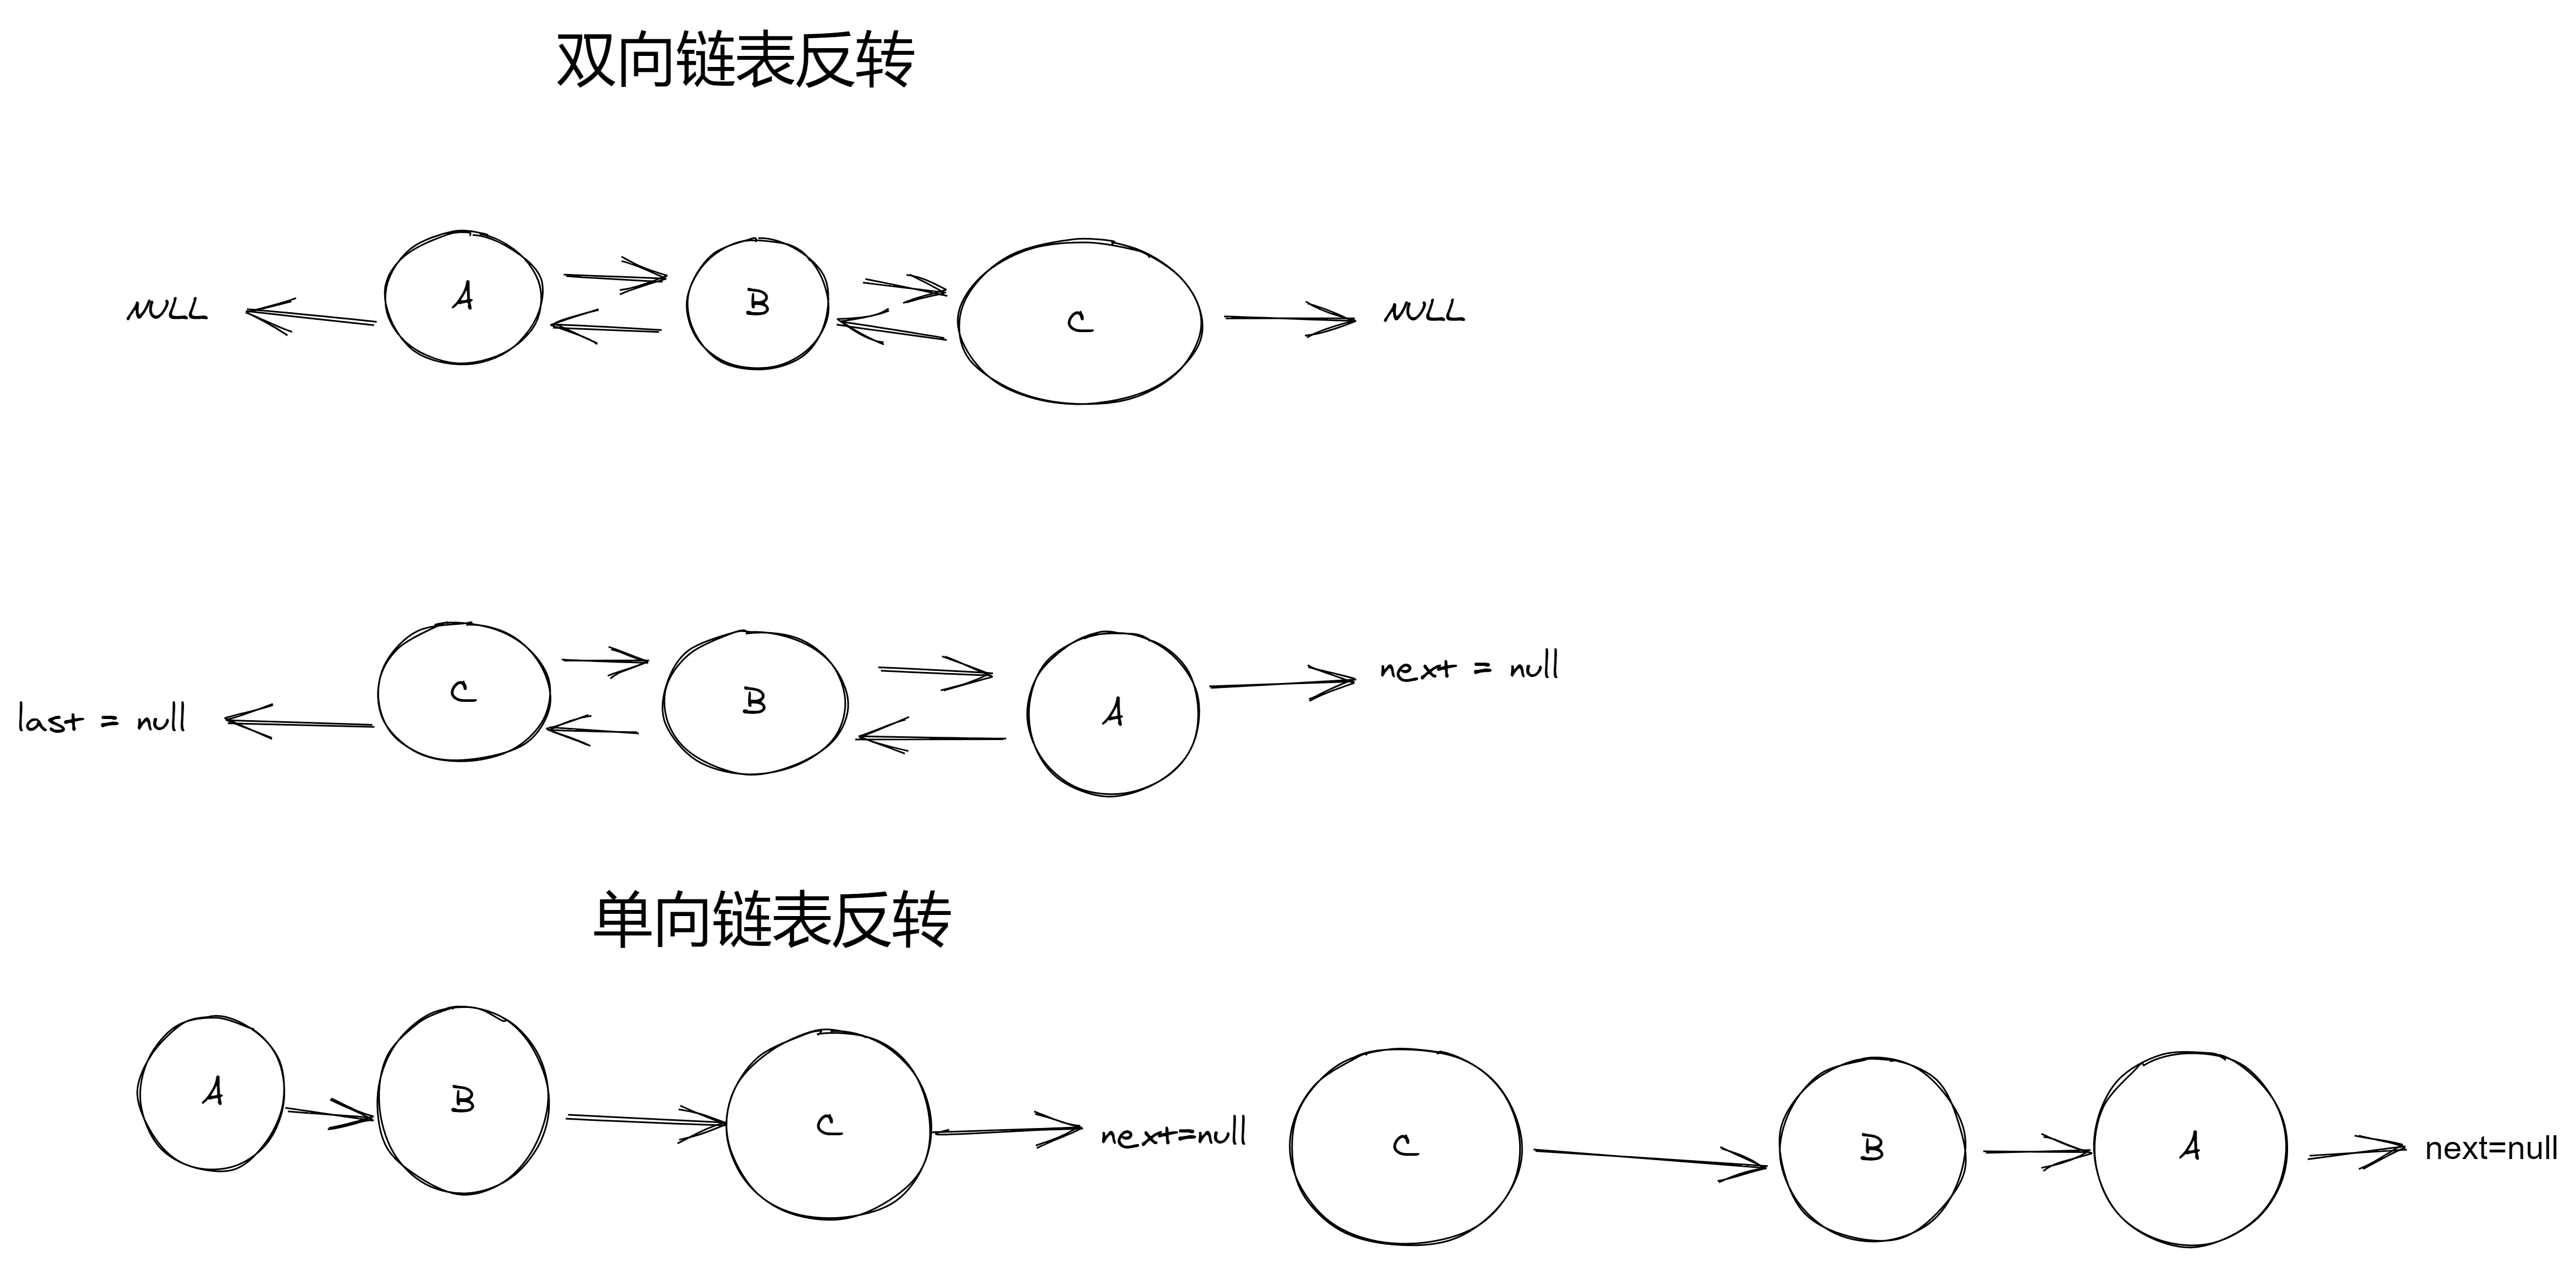 双向链表反转
NULL A B C NULL
last = null C B A next = null
单向链表反转
A B C next=null C B A next=null